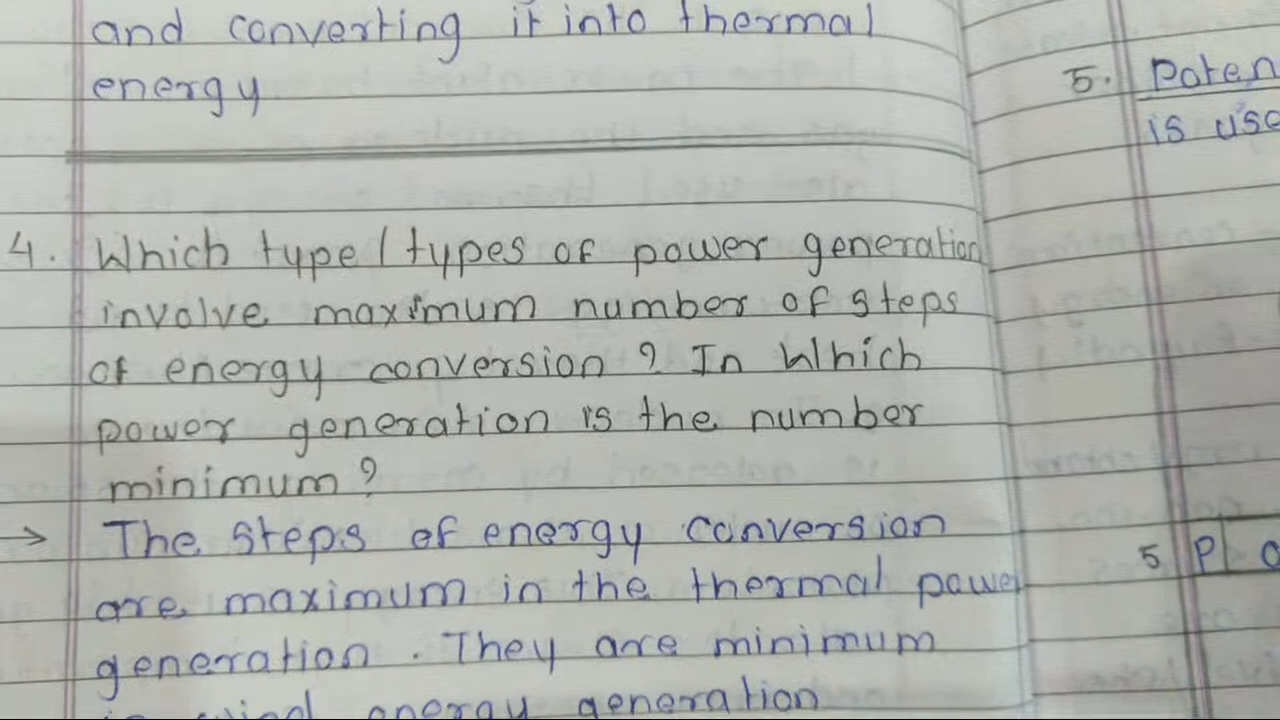 and converting it into thermal
energy
4. Which type / types of power generation
involve maximum number of steps
of energy conversion ? In Which
power generation is the number
minimum ?
→ The steps of energy conversion
are maximum in the thermal power
generation . They are minimum
in wind energy generation
5.
is
5